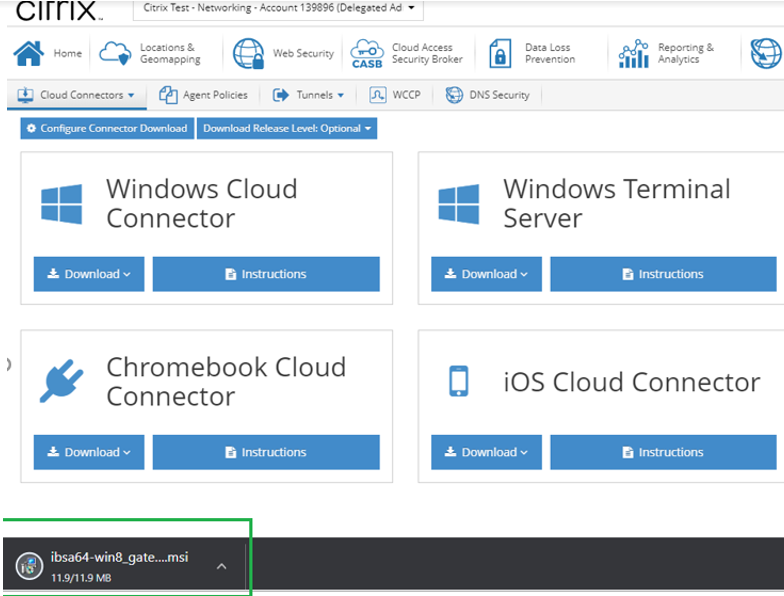 citrix
Citrix Test - Networking - Account 139896 (Delegated Ad
Home
Locations &
Geomapping
Web Security
CASB
Cloud Access
Security Broker
Data Loss
Prevention
Reporting &
Analytics
Cloud Connectors
Agent Policies
Tunnels
WCCP
DNS Security
Configure Connector Download
Download Release Level: Optional
Windows Cloud
Connector
Download
Instructions
Windows Terminal
Server
Download
Instructions
Chromebook Cloud
Connector
Download
Instructions
iOS Cloud Connector
Download
Instructions
ibsa64-win8_gate....msi
11.9/11.9 MB